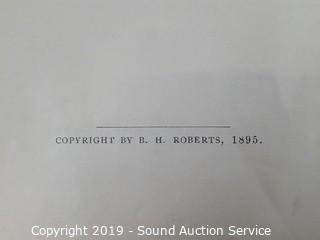 COPYRIGHT BY B. H. ROBERTS, 1895.
Copyright 2019 - Sound Auction Service